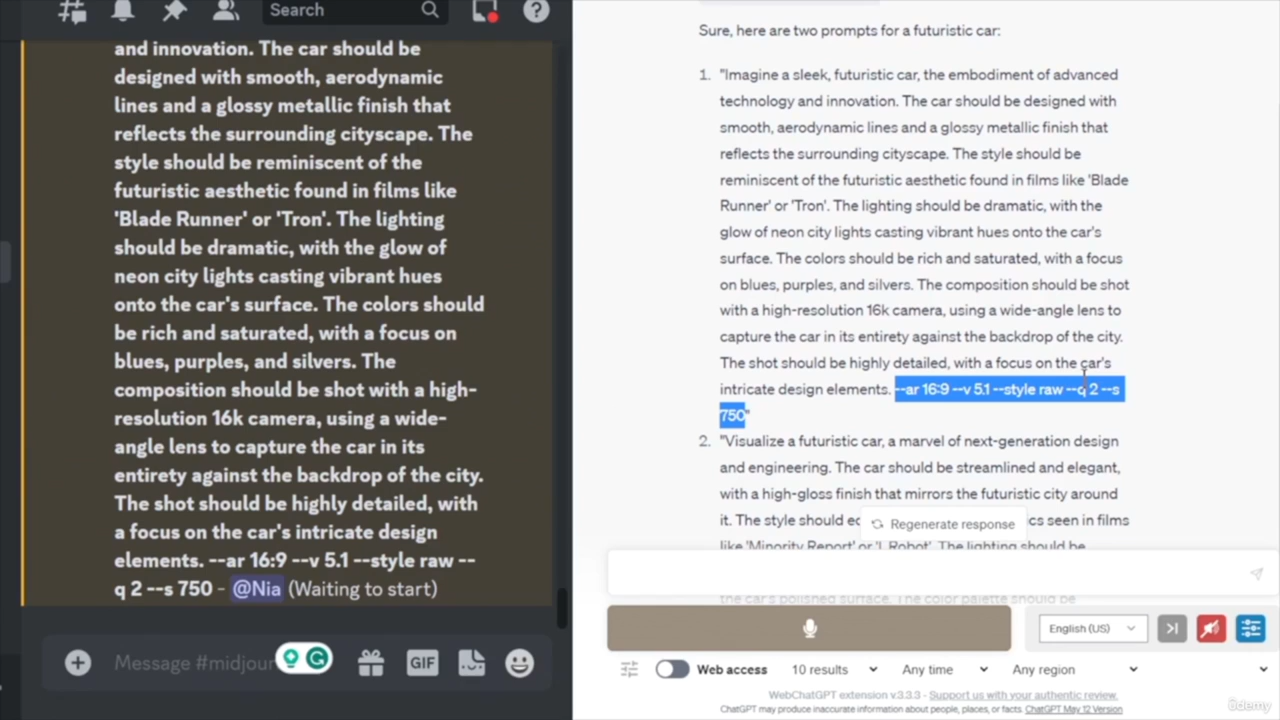 Search
and innovation. The car should be
designed with smooth, aerodynamic
lines and a glossy metallic finish that
reflects the surrounding cityscape. The
style should be reminiscent of the
futuristic aesthetic found in films like
'Blade Runner' or 'Tron'. The lighting
should be dramatic, with the glow of
neon city lights casting vibrant hues
onto the car's surface. The colors should
be rich and saturated, with a focus on
blues, purples, and silvers. The
composition should be shot with a high-
resolution 16k camera, using a wide-
angle lens to capture the car in its
entirety against the backdrop of the city.
The shot should be highly detailed, with
a focus on the car's intricate design
elements. --ar 16:9 --v 5.1 --style raw --
q 2 --s 750 - @Nia (Waiting to start)
Message #midjour
GIF
Sure, here are two prompts for a futuristic car:
1. "Imagine a sleek, futuristic car, the embodiment of advanced
technology and innovation. The car should be designed with
smooth, aerodynamic lines and a glossy metallic finish that
reflects the surrounding cityscape. The style should be
reminiscent of the futuristic aesthetic found in films like 'Blade
Runner' or 'Tron'. The lighting should be dramatic, with the
glow of neon city lights casting vibrant hues onto the car's
surface. The colors should be rich and saturated, with a focus
on blues, purples, and silvers. The composition should be shot
with a high-resolution 16k camera, using a wide-angle lens to
capture the car in its entirety against the backdrop of the city.
The shot should be highly detailed, with a focus on the car's
intricate design elements. --ar 16:9 --v 5.1 --style raw --q 2 --s
750"
2. "Visualize a futuristic car, a marvel of next-generation design
and engineering. The car should be streamlined and elegant,
with a high-gloss finish that mirrors the futuristic city around
it. The style should ec cs seen in films
Regenerate response
like 'Minority Report' or 'I, Robot'. The lighting should be
the car's polished surface. The color palette should be
English (US)
Web access
10 results
Any time
Any region
WebChatGPT extension v.3.3.3 - Support us with your authentic review.
ChatGPT may produce inaccurate information about people, places, or facts. ChatGPT May 12 Version
ûdemy